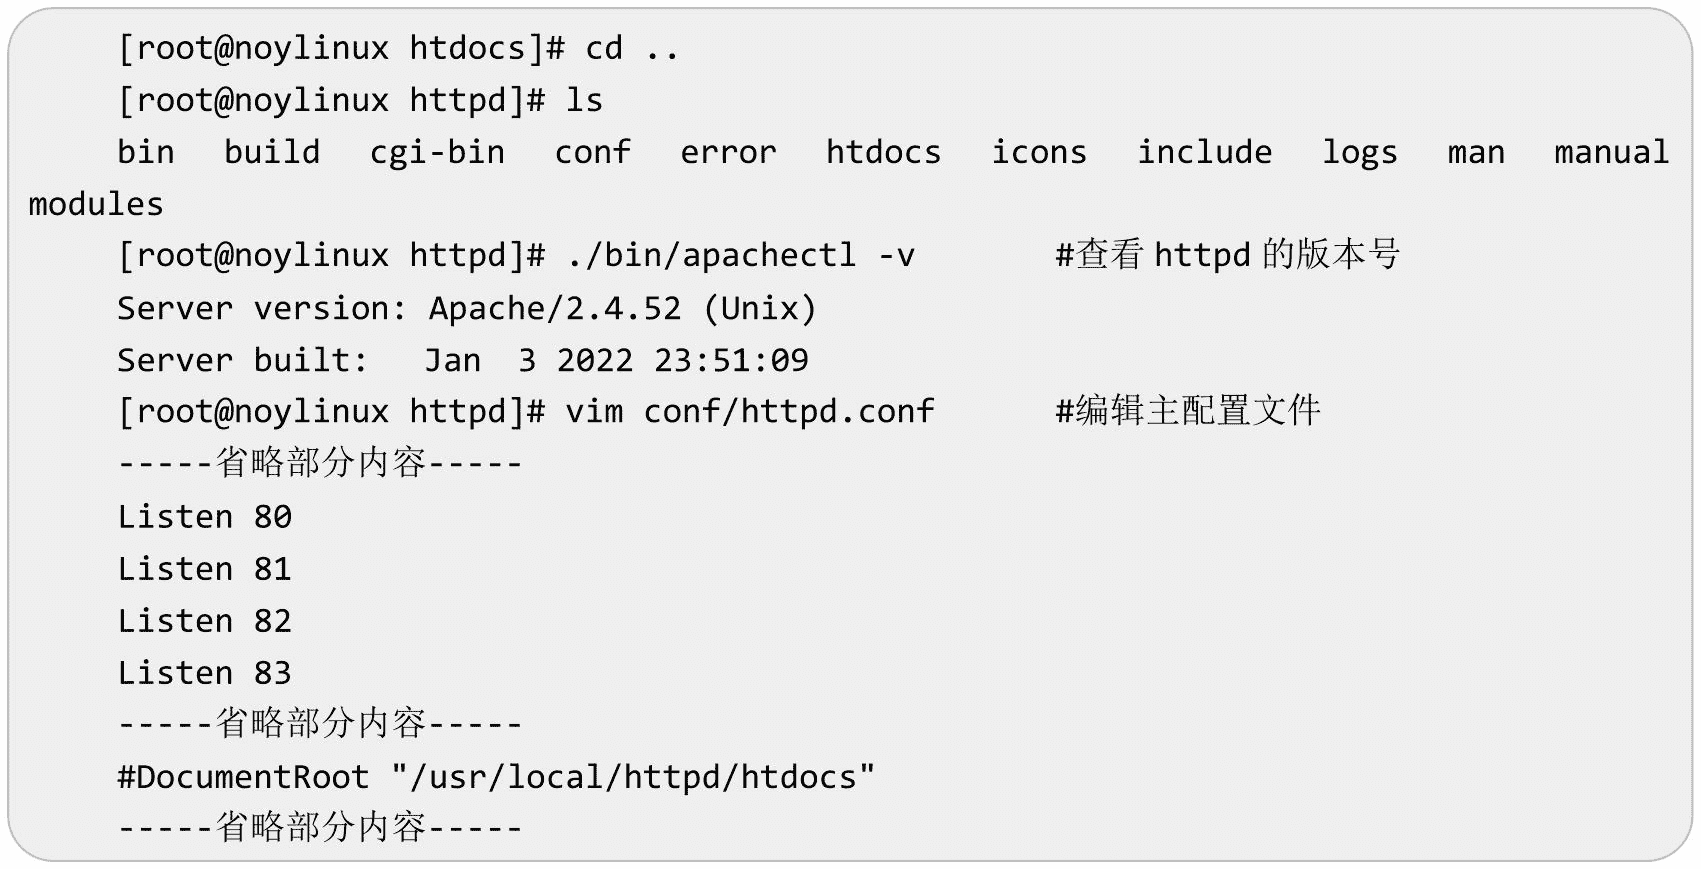 [root@noylinux htdocs]# cd ..
[root@noylinux httpd]# ls
bin build cgi-bin conf error htdocs icons include logs man manual
modules
[root@noylinux httpd]# ./bin/apachectl -v #查看 httpd 的版本号
Server version: Apache/2.4.52 (Unix)
Server built: Jan 3 2022 23:51:09
[root@noylinux httpd]# vim conf/httpd.conf #编辑主配置文件
-----省略部分内容-----
Listen 80
Listen 81
Listen 82
Listen 83
-----省略部分内容-----
#DocumentRoot "/usr/local/httpd/htdocs"
-----省略部分内容-----